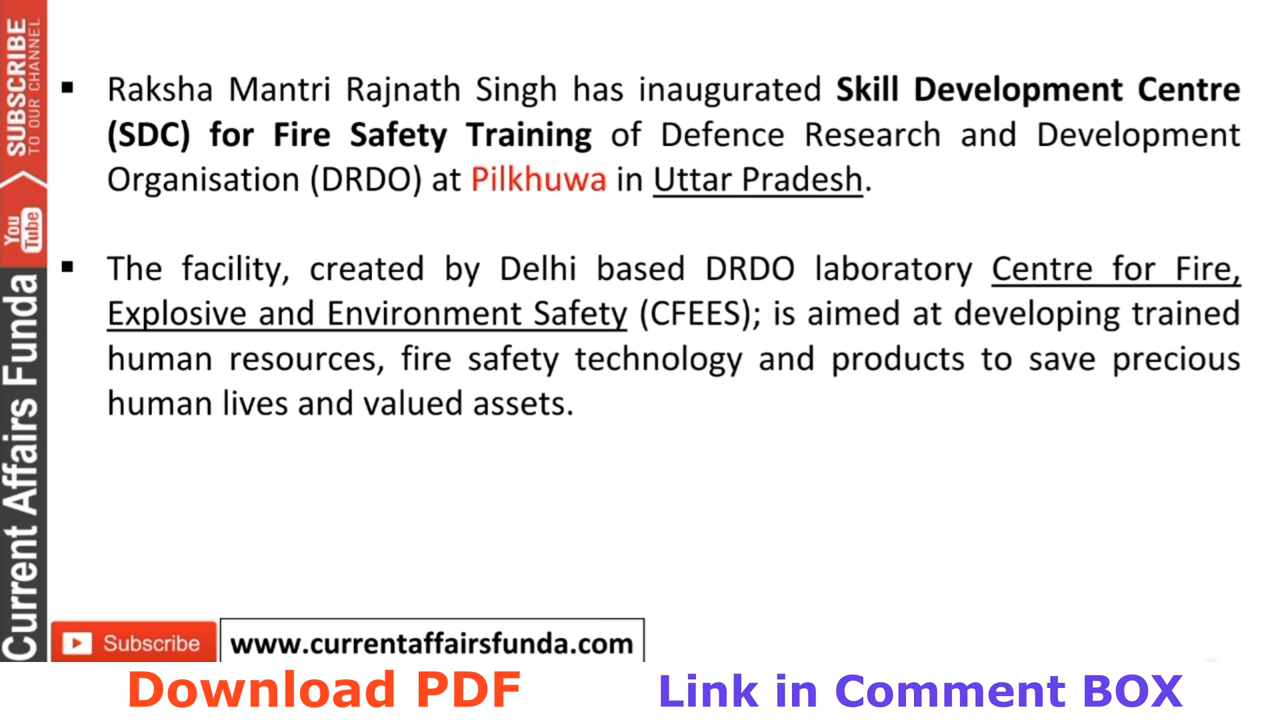 SUBSCRIBE
TO OUR CHANNEL
You
Tube
Current Affairs Funda
▪ Raksha Mantri Rajnath Singh has inaugurated Skill Development Centre
(SDC) for Fire Safety Training of Defence Research and Development
Organisation (DRDO) at Pilkhuwa in Uttar Pradesh.
▪ The facility, created by Delhi based DRDO laboratory Centre for Fire,
Explosive and Environment Safety (CFEES); is aimed at developing trained
human resources, fire safety technology and products to save precious
human lives and valued assets.
Subscribe
www.currentaffairsfunda.com
Download PDF
Link in Comment BOX